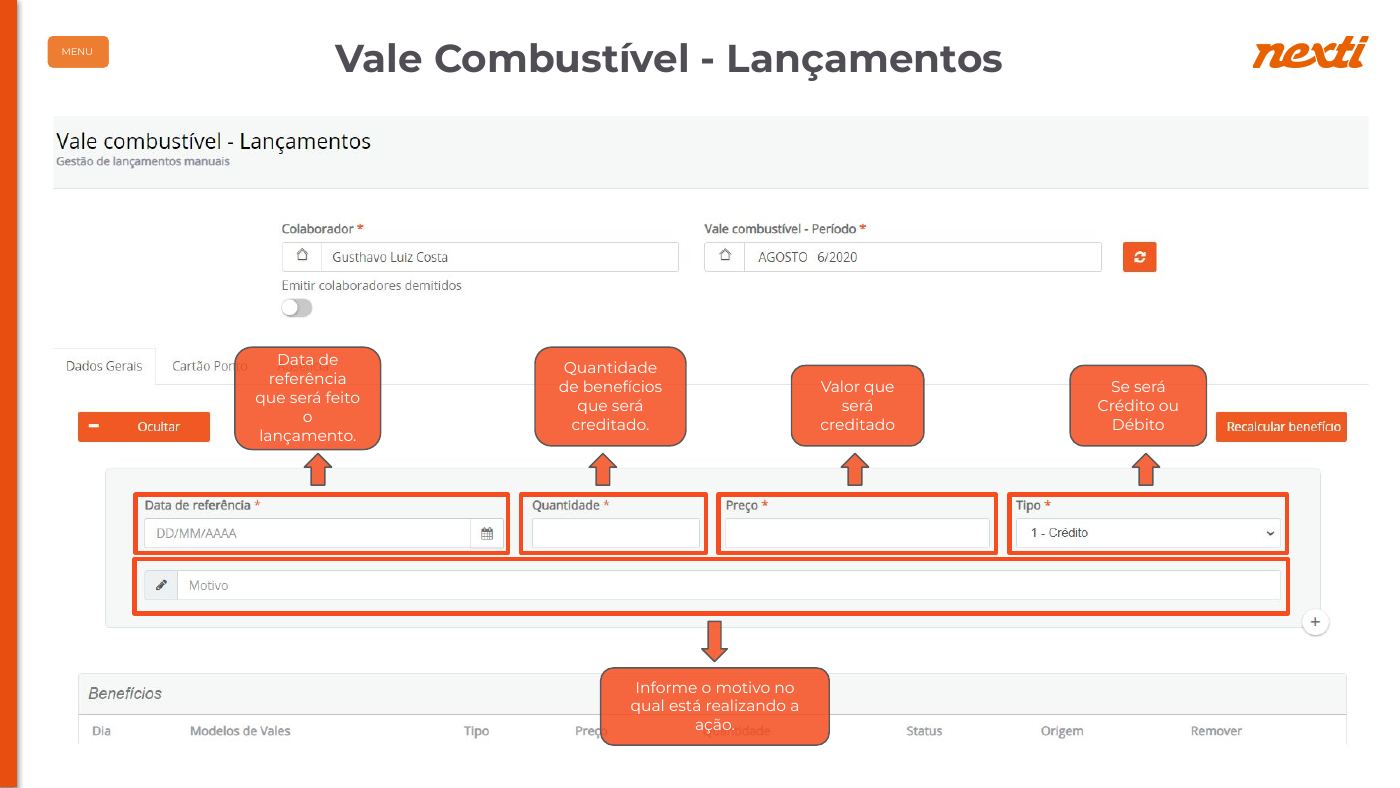 MENU
Vale Combustível - Lançamentos
nexti
Vale combustível - Lançamentos
Gestão de lançamentos manuais
Colaborador *
Vale combustível - Período *
Gusthavo Luiz Costa
AGOSTO 6/2020
Emitir colaboradores demitidos
Dados Gerais
Cartão Ponto
Data de
referência
que será feito
o
lançamento.
Quantidade
de benefícios
que será
creditado.
Valor que
será
creditado
Se será
Crédito ou
Débito
Ocultar
Recalcular benefício
Data de referência *
Quantidade *
Preço *
Tipo *
DD/MM/AAAA
1 - Crédito
Motivo
+
Informe o motivo no
qual está realizando a
ação.
Benefícios
Dia Modelos de Vales Tipo Preço Quantidade Status Origem Remover